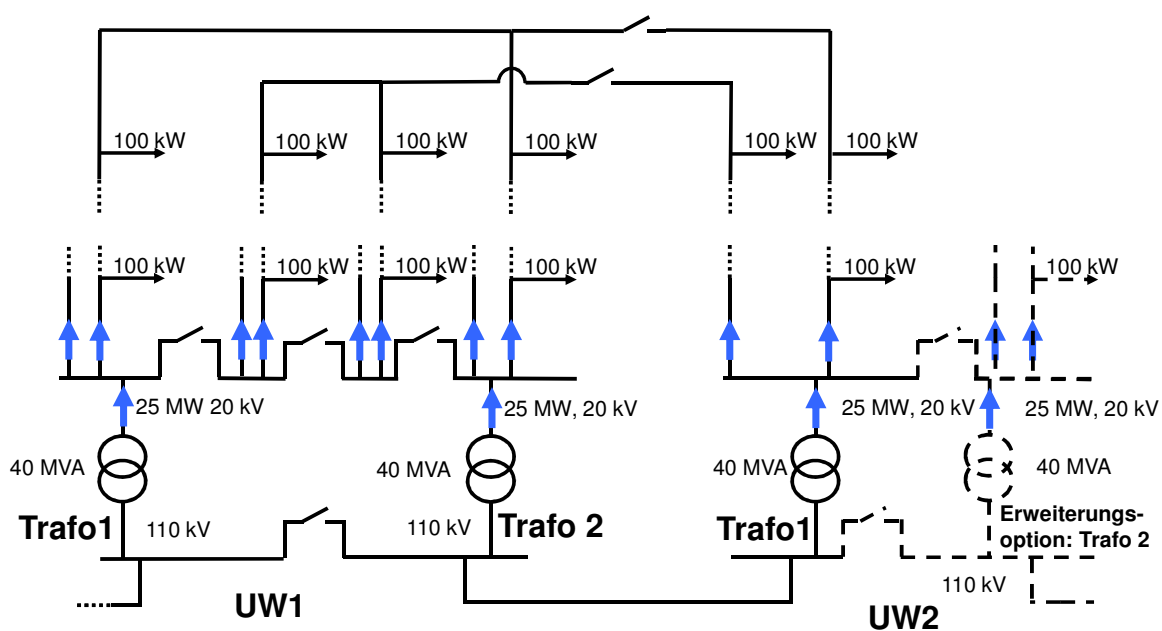 100 kW
100 kW
100 kW
100 kW
100 kW
100 kW
100 kW
100 kW
100 kW
100 kW
100 kW
100 kW
25 MW 20 kV
25 MW, 20 kV
25 MW, 20 kV
25 MW, 20 kV
40 MVA
40 MVA
40 MVA
40 MVA
Trafo1
110 kV
110 kV
Trafo 2
Trafo1
Erweiterungs-
option: Trafo 2
110 kV
UW1
UW2